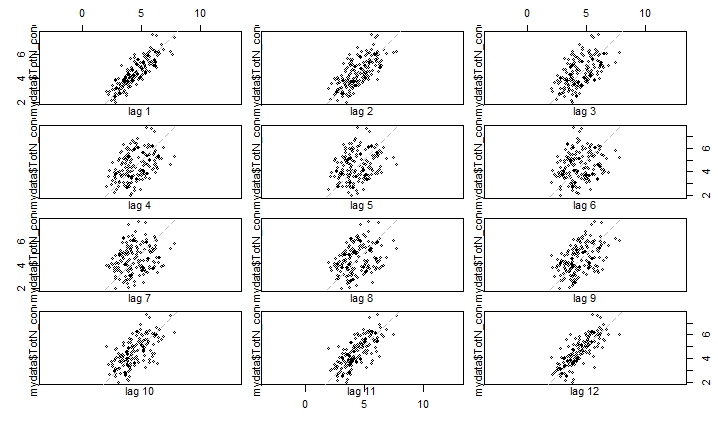 0 5 10 0 5 10
mydata$TotN_con mydata$TotN_con mydata$TotN_con
2 4 6
lag 1 lag 2 lag 3
mydata$TotN_con mydata$TotN_con mydata$TotN_con
2 4 6
lag 4 lag 5 lag 6
mydata$TotN_con mydata$TotN_con mydata$TotN_con
2 4 6
lag 7 lag 8 lag 9
mydata$TotN_con mydata$TotN_con mydata$TotN_con
2 4 6
lag 10 lag 11 lag 12
0 5 10